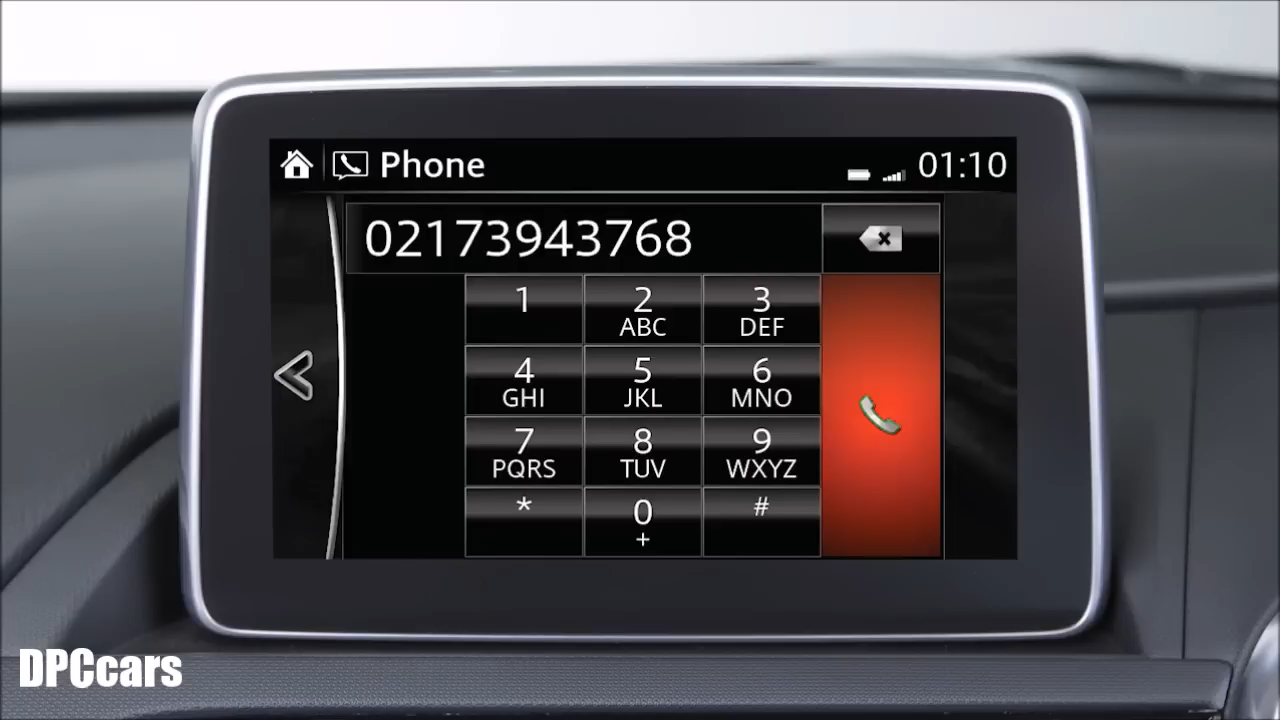 Phone
01:10
02173943768
1
2
ABC
3
DEF
4
GHI
5
JKL
6
MNO
7
PQRS
8
TUV
9
WXYZ
*
0
+
#
DPCcars